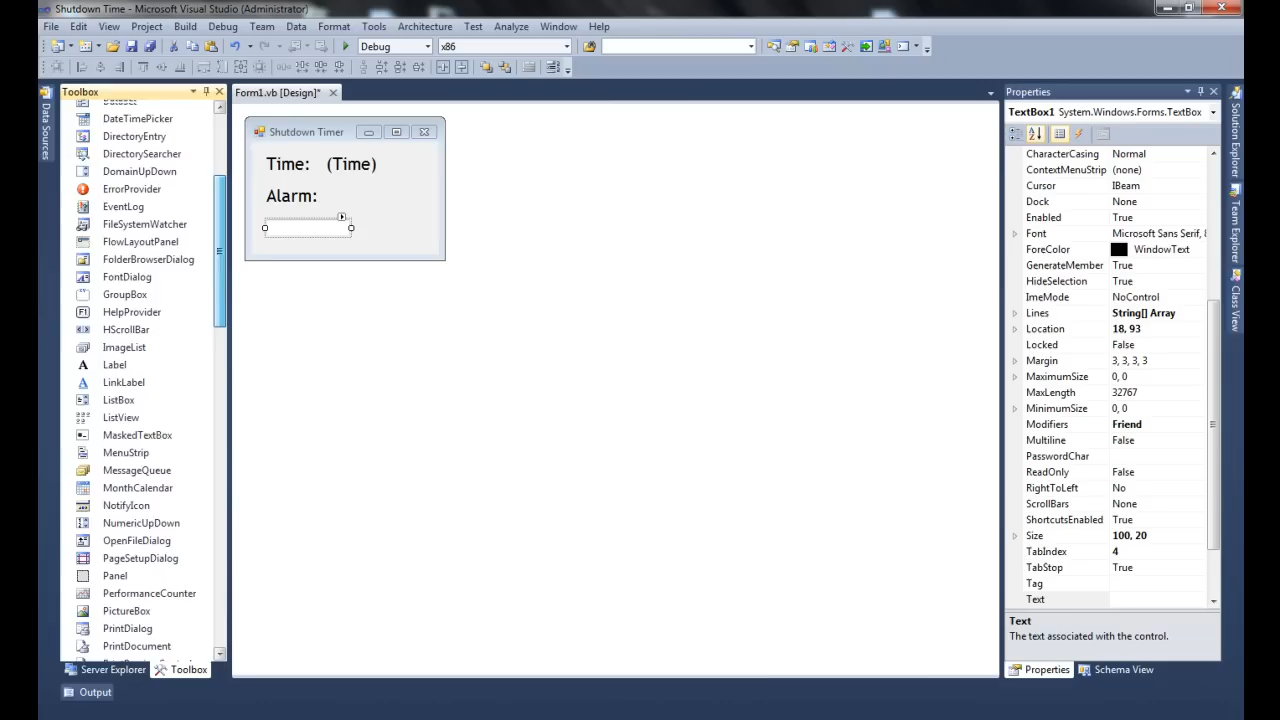 Shutdown Time - Microsoft Visual Studio (Administrator)
File Edit View Project Build Debug Team Data Tools Test Analyze Format Architecture Window Help
Debug x86
Toolbox
Form1.vb [Design]*
Properties
Data Sources
DateTimePicker
DirectoryEntry
DirectorySearcher
DomainUpDown
ErrorProvider
EventLog
FileSystemWatcher
FlowLayoutPanel
FolderBrowserDialog
FontDialog
GroupBox
HelpProvider
HScrollBar
ImageList
Label
LinkLabel
ListBox
ListView
MaskedTextBox
MenuStrip
MessageQueue
MonthCalendar
NotifyIcon
NumericUpDown
OpenFileDialog
PageSetupDialog
Panel
PerformanceCounter
PictureBox
PrintDialog
PrintDocument
Server Explorer Toolbox
Output
Shutdown Timer
Time: (Time)
Alarm:
TextBox1 System.Windows.Forms.TextBox
CharacterCasing Normal
ContextMenuStrip (none)
Cursor IBeam
Dock None
Enabled True
Font Microsoft Sans Serif,
ForeColor WindowText
GenerateMember True
HideSelection True
ImeMode NoControl
Lines String[] Array
Location 18, 93
Locked False
Margin 3, 3, 3, 3
MaximumSize 0, 0
MaxLength 32767
MinimumSize 0, 0
Modifiers Friend
Multiline False
PasswordChar
ReadOnly False
RightToLeft No
ScrollBars None
ShortcutsEnabled True
Size 100, 20
TabIndex 4
TabStop True
Tag
Text
Text
The text associated with the control.
Properties Schema View
Solution Explorer
Team Explorer
Class View